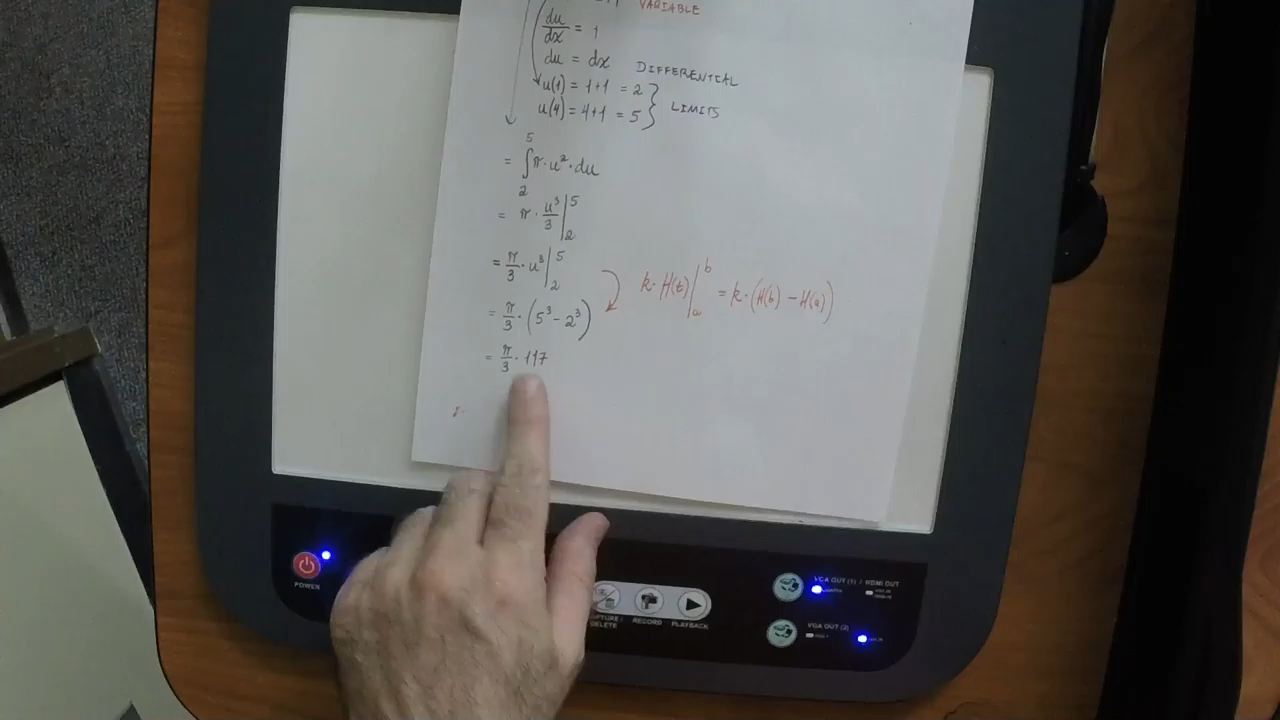 VARIABLE
du/dx = 1
du = dx DIFFERENTIAL
u(1) = 1+1 = 2
u(4) = 4+1 = 5 } LIMITS
= ∫₂⁵ π·u²·du
= π · u³/3 |₂⁵
= π/3 · u³ |₂⁵
k·H(t) |ₐᵇ = k·(H(b) − H(a))
= π/3 · (5³ − 2³)
= π/3 · 117
POWER
DELETE
RECORD
PLAYBACK
VGA OUT (1) / HDMI OUT
VGA OUT (2)